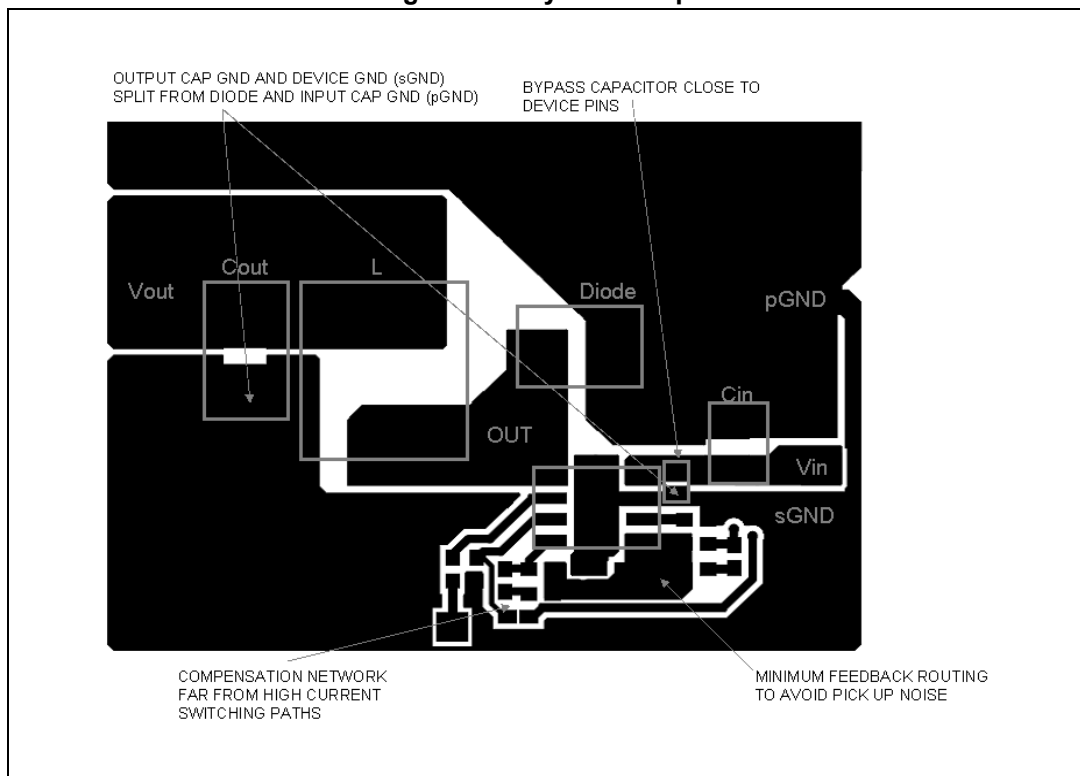 OUTPUT CAP GND AND DEVICE GND (sGND)
SPLIT FROM DIODE AND INPUT CAP GND (pGND)
BYPASS CAPACITOR CLOSE TO
DEVICE PINS
Cout
L
Vout
Diode
pGND
Cin
OUT
Vin
sGND
COMPENSATION NETWORK
FAR FROM HIGH CURRENT
SWITCHING PATHS
MINIMUM FEEDBACK ROUTING
TO AVOID PICK UP NOISE